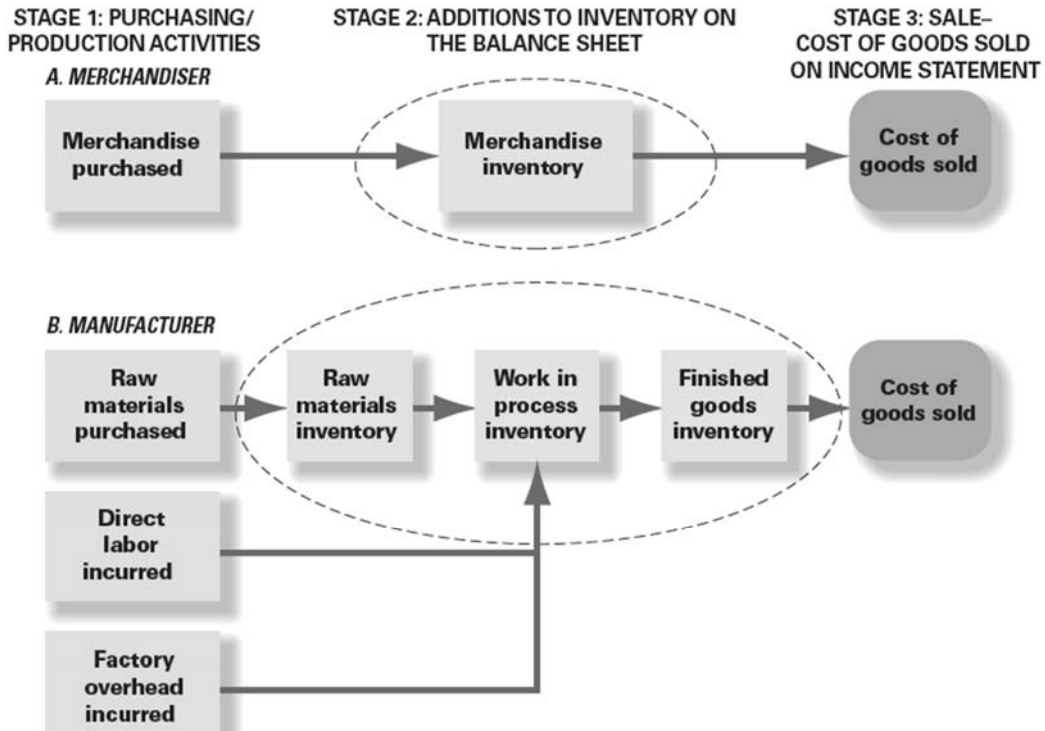 STAGE 1: PURCHASING/
PRODUCTION ACTIVITIES
STAGE 2: ADDITIONS TO INVENTORY ON
THE BALANCE SHEET
STAGE 3: SALE–
COST OF GOODS SOLD
ON INCOME STATEMENT
A. MERCHANDISER
Merchandise
purchased
Merchandise
inventory
Cost of
goods sold
B. MANUFACTURER
Raw
materials
purchased
Raw
materials
inventory
Work in
process
inventory
Finished
goods
inventory
Cost of
goods sold
Direct
labor
incurred
Factory
overhead
incurred